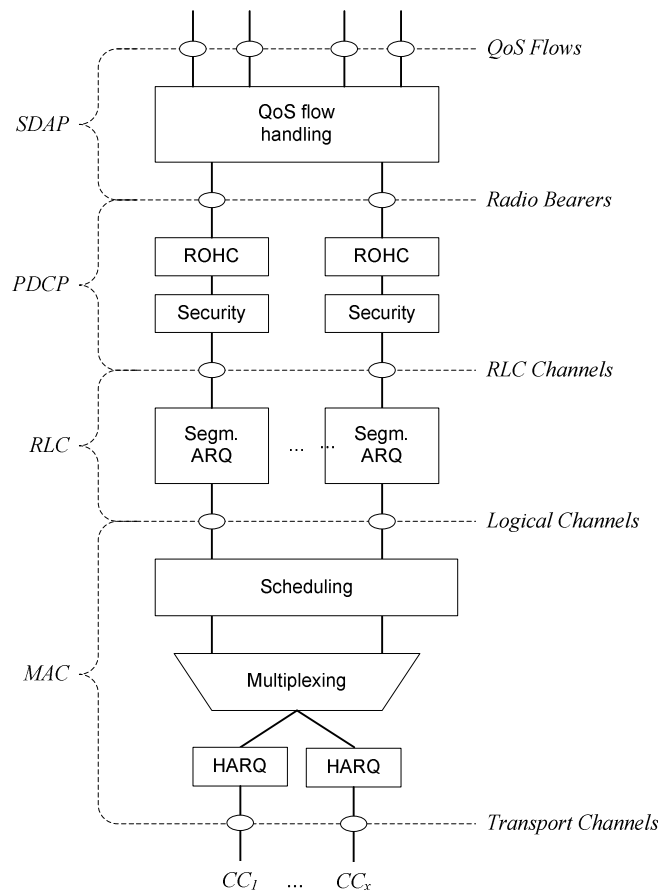 QoS Flows
QoS flow
handling
SDAP
Radio Bearers
ROHC
ROHC
PDCP
Security
Security
RLC Channels
Segm.
ARQ
... ...
Segm.
ARQ
RLC
Logical Channels
Scheduling
MAC
Multiplexing
HARQ
HARQ
Transport Channels
CC1 ... CCx